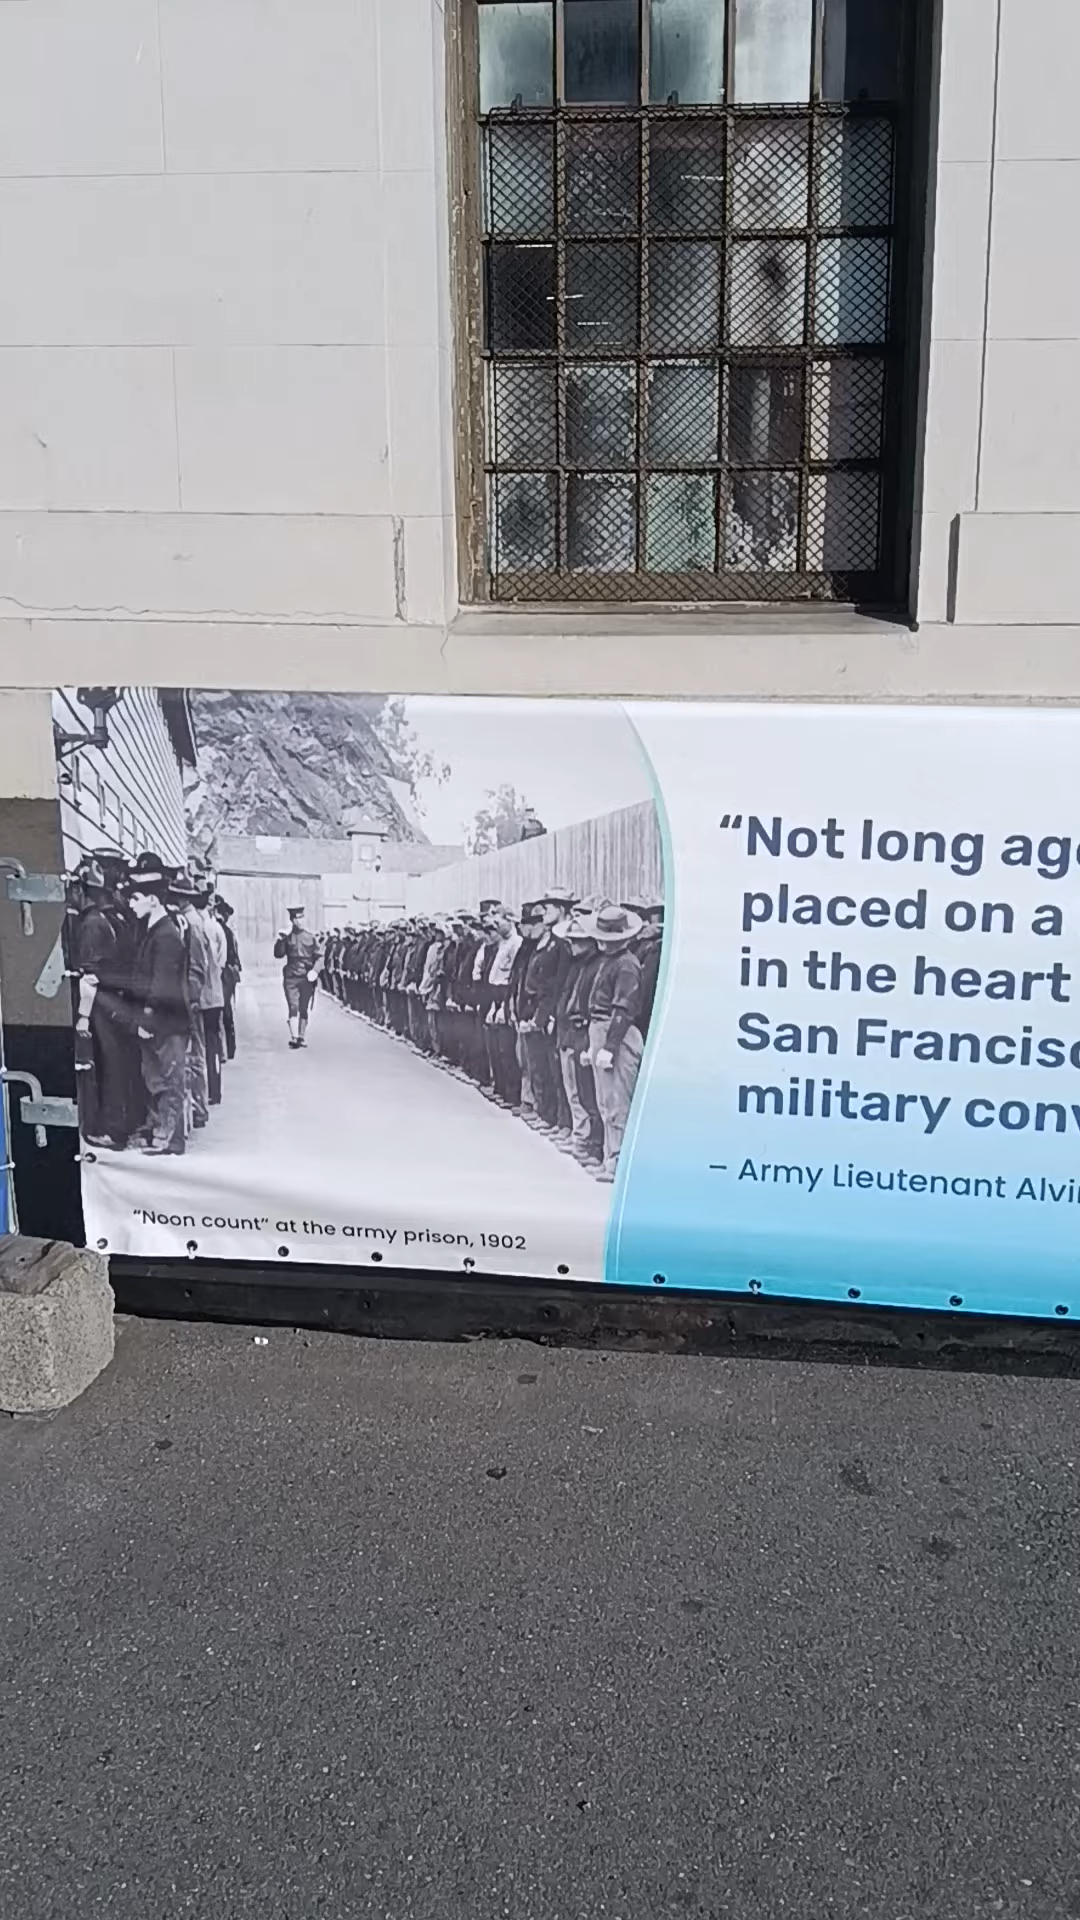 “Not long ag
placed on a
in the heart
San Francisc
military conv
– Army Lieutenant Alvi
“Noon count” at the army prison, 1902